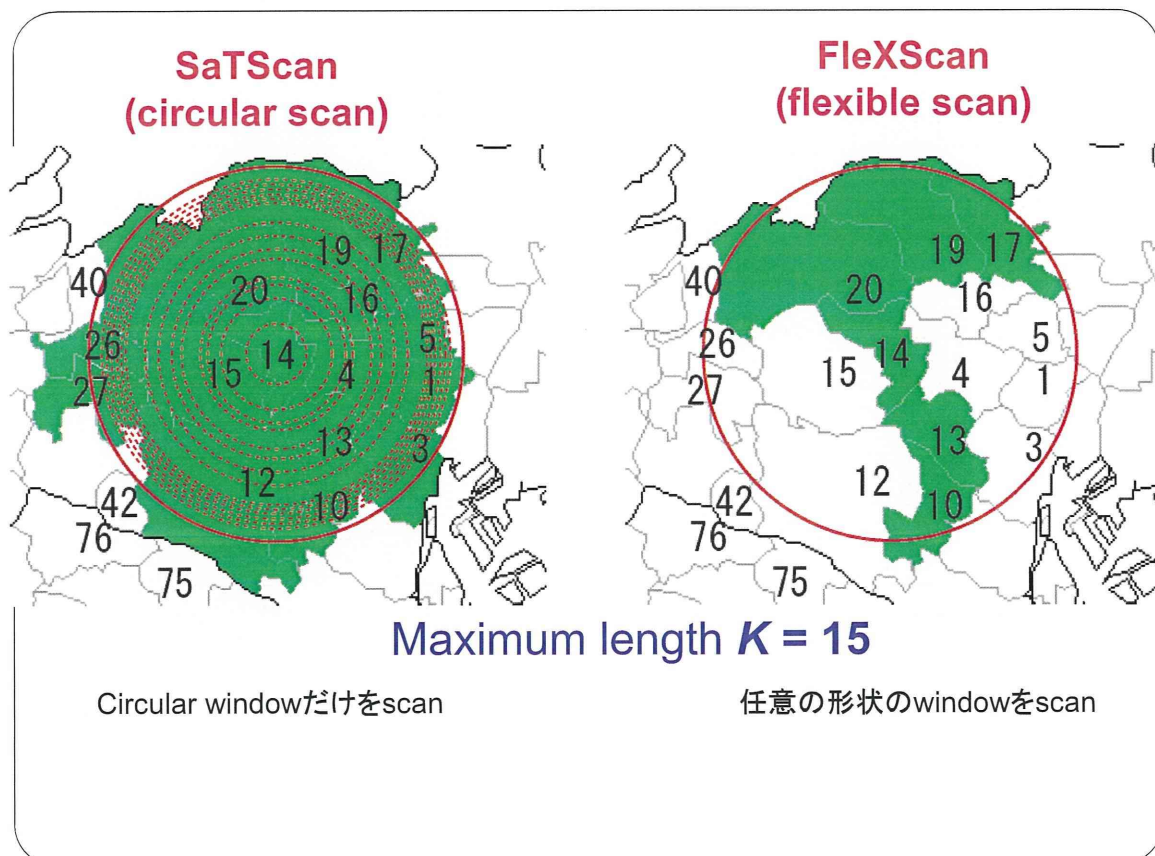 SaTScan
(circular scan)
19 17
40
20 16
26 14 5
15 4 1
27
13 3
12 10
42
76
75
FleXScan
(flexible scan)
19 17
40
20 16
26 14 5
15 4 1
27
13 3
12 10
42
76
75
Maximum length K = 15
Circular windowだけをscan
任意の形状のwindowをscan